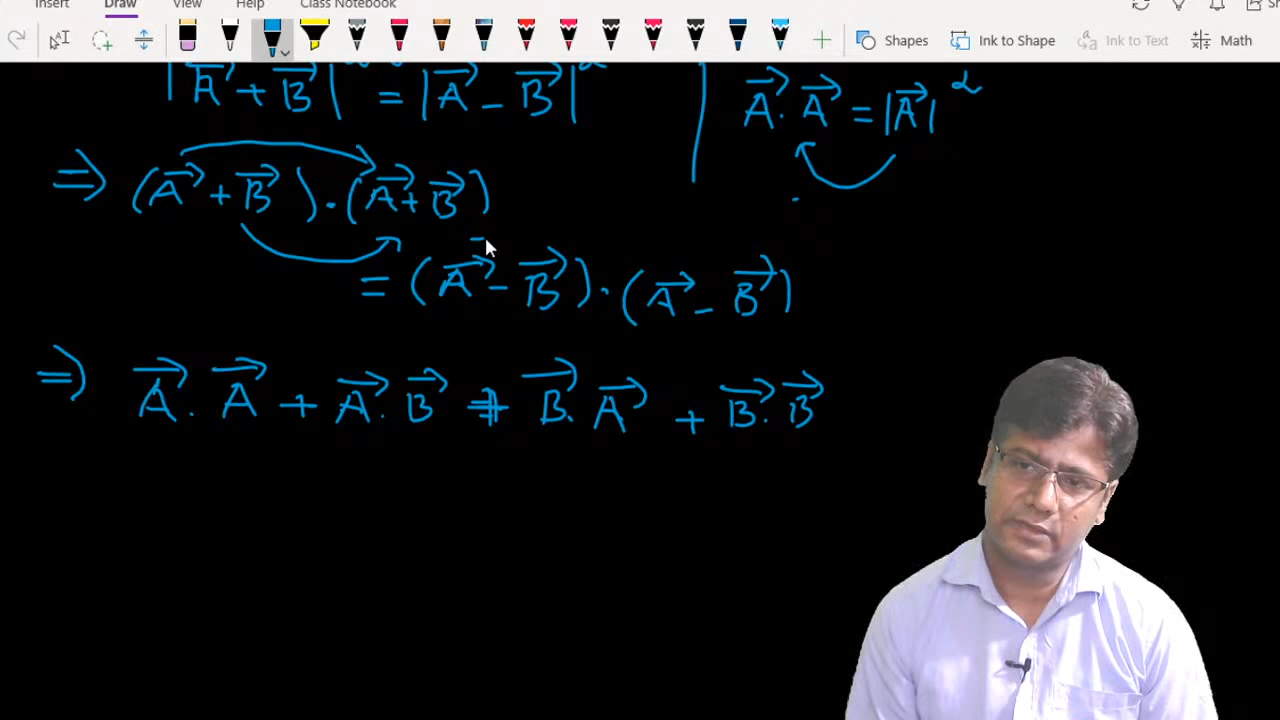 Insert Draw View Help Class Notebook
Shapes Ink to Shape Ink to Text Math
|A⃗ + B⃗|² = |A⃗ - B⃗|²
A⃗ . A⃗ = |A⃗|²
⇒ (A⃗ + B⃗) . (A⃗ + B⃗)
= (A⃗ - B⃗) . (A⃗ - B⃗)
⇒ A⃗ . A⃗ + A⃗ . B⃗ + B⃗ . A⃗ + B⃗ . B⃗